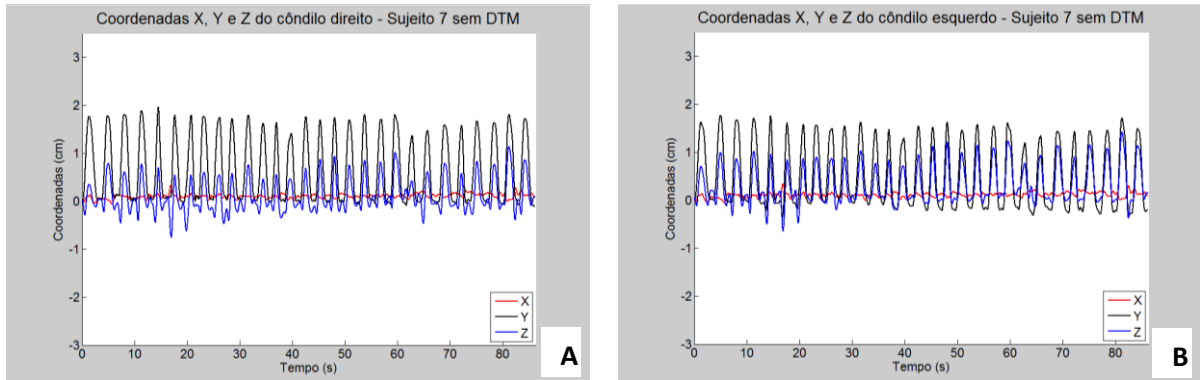 Coordenadas X, Y e Z do côndilo direito - Sujeito 7 sem DTM
Coordenadas (cm)
3
2
1
0
-1
-2
-3
0 10 20 30 40 50 60 70 80
Tempo (s)
X
Y
Z
A
Coordenadas X, Y e Z do côndilo esquerdo - Sujeito 7 sem DTM
Coordenadas (cm)
3
2
1
0
-1
-2
-3
0 10 20 30 40 50 60 70 80
Tempo (s)
X
Y
Z
B